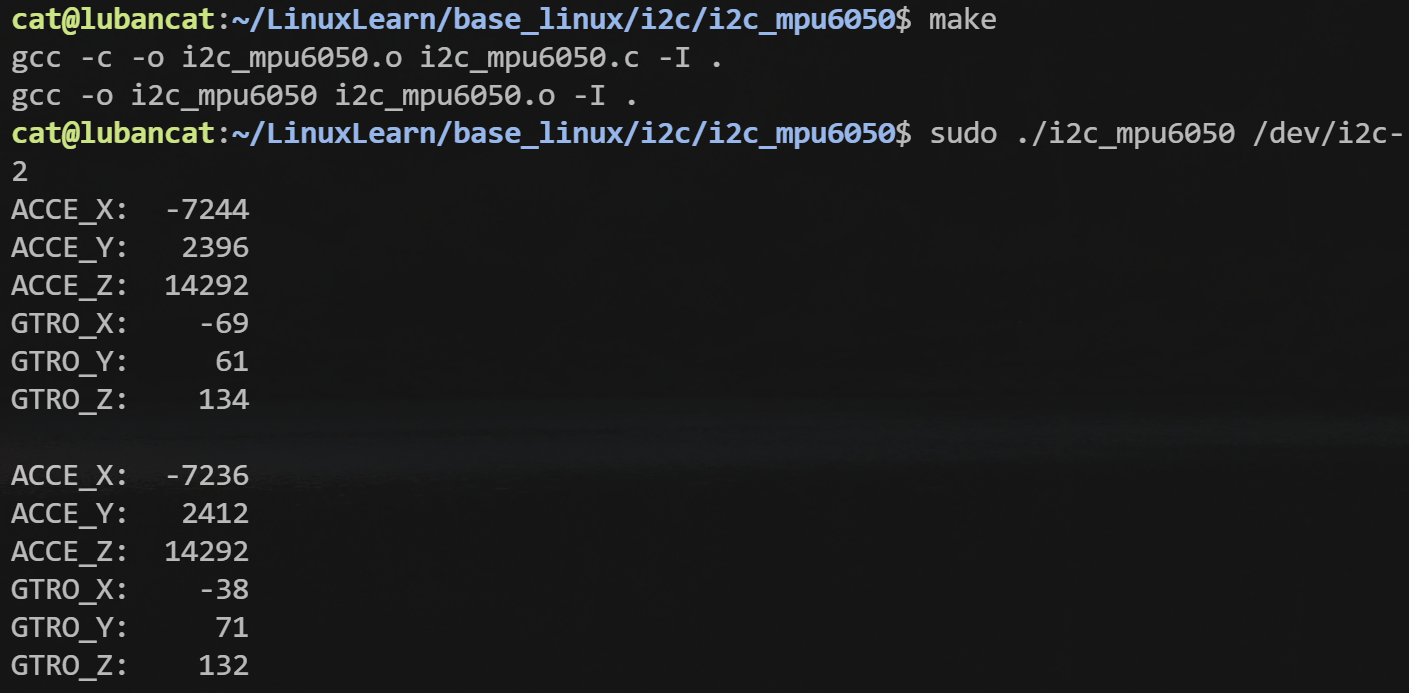 cat@lubancat:~/LinuxLearn/base_linux/i2c/i2c_mpu6050$ make
gcc -c -o i2c_mpu6050.o i2c_mpu6050.c -I .
gcc -o i2c_mpu6050 i2c_mpu6050.o -I .
cat@lubancat:~/LinuxLearn/base_linux/i2c/i2c_mpu6050$ sudo ./i2c_mpu6050 /dev/i2c-
2
ACCE_X:  -7244
ACCE_Y:   2396
ACCE_Z:  14292
GTRO_X:    -69
GTRO_Y:     61
GTRO_Z:    134

ACCE_X:  -7236
ACCE_Y:   2412
ACCE_Z:  14292
GTRO_X:    -38
GTRO_Y:     71
GTRO_Z:    132